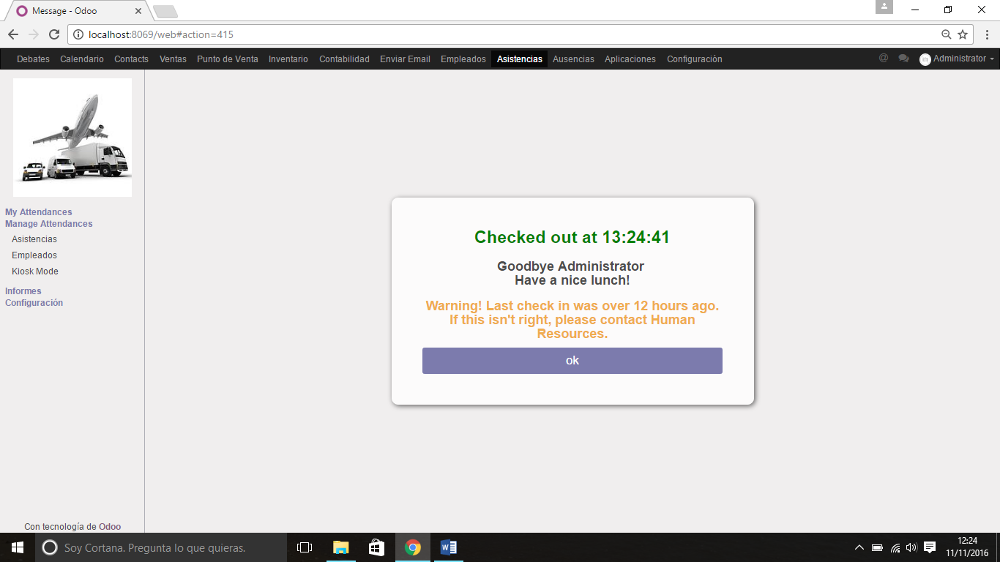 Message - Odoo
localhost:8069/web#action=415
Debates Calendario Contacts Ventas Punto de Venta Inventario Contabilidad Enviar Email Empleados Asistencias Ausencias Aplicaciones Configuración @ Administrator
My Attendances
Manage Attendances
Asistencias
Empleados
Kiosk Mode
Informes
Configuración
Checked out at 13:24:41
Goodbye Administrator
Have a nice lunch!
Warning! Last check in was over 12 hours ago.
If this isn't right, please contact Human
Resources.
ok
Con tecnología de Odoo
Soy Cortana. Pregunta lo que quieras.
12:24
11/11/2016